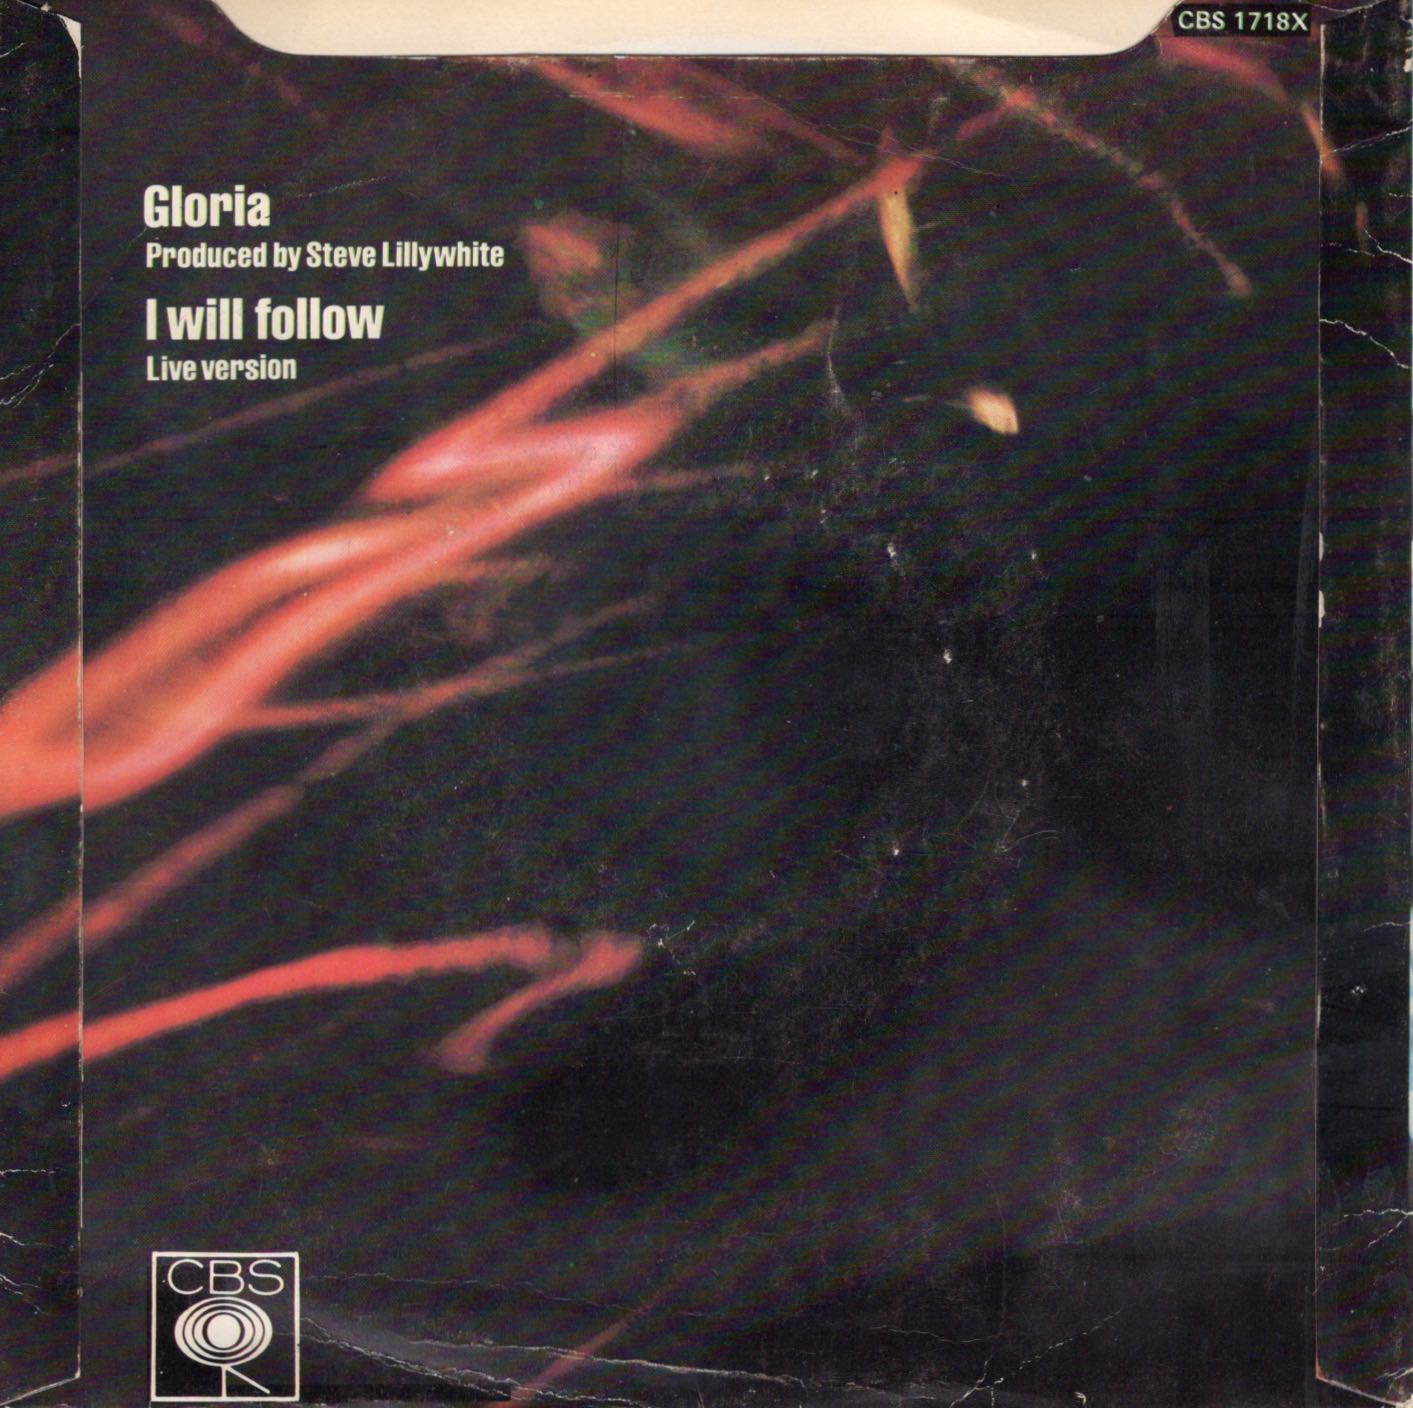 CBS 1718X
Gloria
Produced by Steve Lillywhite
I will follow
Live version
CBS